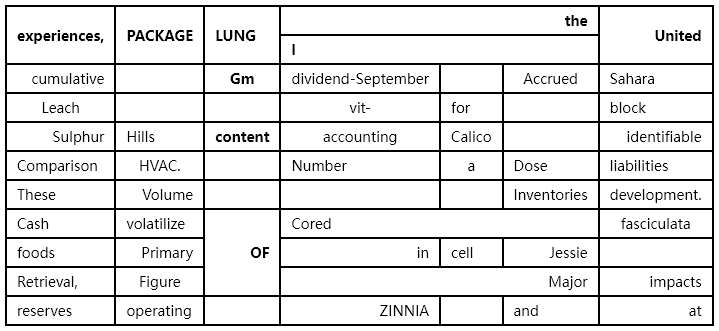 experiences, PACKAGE LUNG the United
I
cumulative Gm dividend-September Accrued Sahara
Leach vit- for block
Sulphur Hills content accounting Calico identifiable
Comparison HVAC. Number a Dose liabilities
These Volume Inventories development.
Cash volatilize Cored fasciculata
foods Primary OF in cell Jessie
Retrieval, Figure Major impacts
reserves operating ZINNIA and at